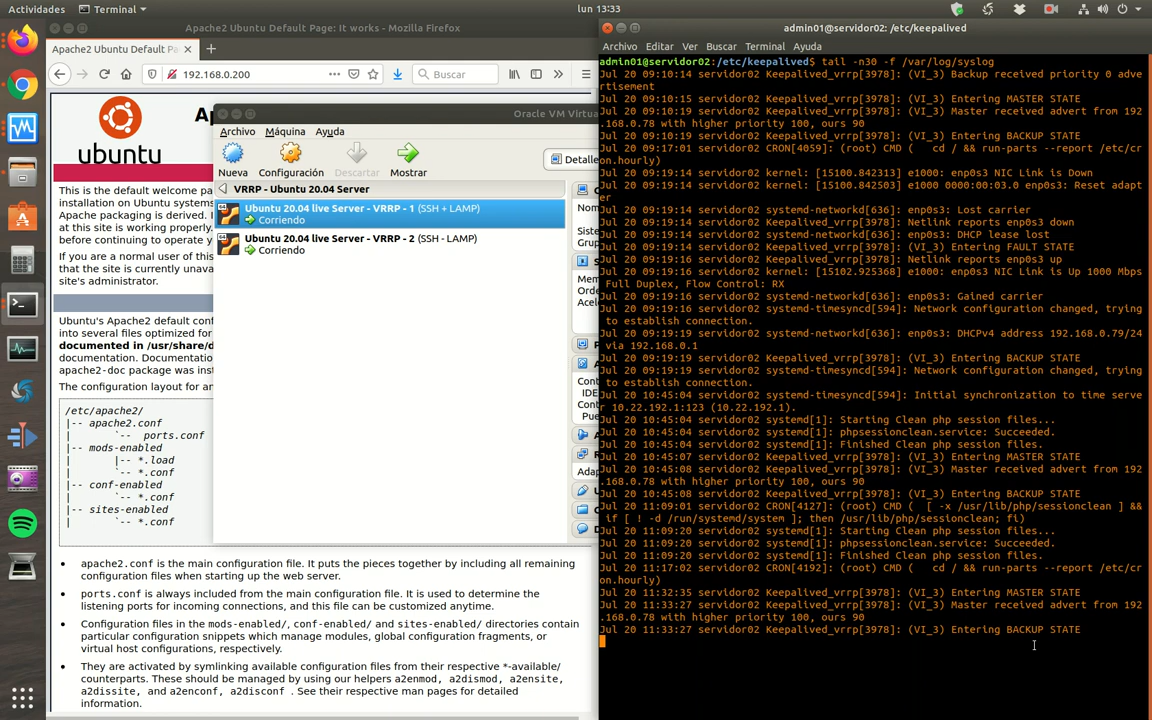 Actividades
Terminal
lun 13:33
Apache2 Ubuntu Default Page: It works - Mozilla Firefox
Apache2 Ubuntu Default P
192.168.0.200
Buscar
ubuntu
Ap
This is the default welcome pa
installation on Ubuntu systems
Apache packaging is derived. I
at this site is working properly.
before continuing to operate y
If you are a normal user of this
that the site is currently unava
site's administrator.
Ubuntu's Apache2 default conf
into several files optimized for
documented in /usr/share/d
documentation. Documentatio
apache2-doc package was inst
The configuration layout for an
/etc/apache2/
|-- apache2.conf
|       `--  ports.conf
|-- mods-enabled
|       |-- *.load
|       `-- *.conf
|-- conf-enabled
|       `-- *.conf
|-- sites-enabled
|       `-- *.conf
apache2.conf is the main configuration file. It puts the pieces together by including all remaining
configuration files when starting up the web server.
ports.conf is always included from the main configuration file. It is used to determine the
listening ports for incoming connections, and this file can be customized anytime.
Configuration files in the mods-enabled/, conf-enabled/ and sites-enabled/ directories contain
particular configuration snippets which manage modules, global configuration fragments, or
virtual host configurations, respectively.
They are activated by symlinking available configuration files from their respective *-available/
counterparts. These should be managed by using our helpers a2enmod, a2dismod, a2ensite,
a2dissite, and a2enconf, a2disconf . See their respective man pages for detailed
information.
Oracle VM Virtua
Archivo Máquina Ayuda
Nueva Configuración Descartar Mostrar
Detalle
VRRP - Ubuntu 20.04 Server
Ubuntu 20.04 live Server - VRRP - 1 (SSH + LAMP)
Corriendo
Ubuntu 20.04 live Server - VRRP - 2 (SSH - LAMP)
Corriendo
Nom
Siste
Grup
Mem
Orde
Acel
Cont
IDE
Cont
Pue
Adap
admin01@servidor02: /etc/keepalived
Archivo Editar Ver Buscar Terminal Ayuda
admin01@servidor02:/etc/keepalived$ tail -n30 -f /var/log/syslog
Jul 20 09:10:14 servidor02 Keepalived_vrrp[3978]: (VI_3) Backup received priority 0 adve
rtisement
Jul 20 09:10:15 servidor02 Keepalived_vrrp[3978]: (VI_3) Entering MASTER STATE
Jul 20 09:10:19 servidor02 Keepalived_vrrp[3978]: (VI_3) Master received advert from 192
.168.0.78 with higher priority 100, ours 90
Jul 20 09:10:19 servidor02 Keepalived_vrrp[3978]: (VI_3) Entering BACKUP STATE
Jul 20 09:17:01 servidor02 CRON[4059]: (root) CMD (   cd / && run-parts --report /etc/cr
on.hourly)
Jul 20 09:19:14 servidor02 kernel: [15100.842313] e1000: enp0s3 NIC Link is Down
Jul 20 09:19:14 servidor02 kernel: [15100.842503] e1000 0000:00:03.0 enp0s3: Reset adapt
er
Jul 20 09:19:14 servidor02 systemd-networkd[636]: enp0s3: Lost carrier
Jul 20 09:19:14 servidor02 Keepalived_vrrp[3978]: Netlink reports enp0s3 down
Jul 20 09:19:14 servidor02 systemd-networkd[636]: enp0s3: DHCP lease lost
Jul 20 09:19:14 servidor02 Keepalived_vrrp[3978]: (VI_3) Entering FAULT STATE
Jul 20 09:19:16 servidor02 Keepalived_vrrp[3978]: Netlink reports enp0s3 up
Jul 20 09:19:16 servidor02 kernel: [15102.925368] e1000: enp0s3 NIC Link is Up 1000 Mbps
Full Duplex, Flow Control: RX
Jul 20 09:19:16 servidor02 systemd-networkd[636]: enp0s3: Gained carrier
Jul 20 09:19:16 servidor02 systemd-timesyncd[594]: Network configuration changed, trying
to establish connection.
Jul 20 09:19:19 servidor02 systemd-networkd[636]: enp0s3: DHCPv4 address 192.168.0.79/24
via 192.168.0.1
Jul 20 09:19:19 servidor02 Keepalived_vrrp[3978]: (VI_3) Entering BACKUP STATE
Jul 20 09:19:19 servidor02 systemd-timesyncd[594]: Network configuration changed, trying
to establish connection.
Jul 20 10:45:04 servidor02 systemd-timesyncd[594]: Initial synchronization to time serve
r 10.22.192.1:123 (10.22.192.1).
Jul 20 10:45:04 servidor02 systemd[1]: Starting Clean php session files...
Jul 20 10:45:04 servidor02 systemd[1]: phpsessionclean.service: Succeeded.
Jul 20 10:45:04 servidor02 systemd[1]: Finished Clean php session files.
Jul 20 10:45:07 servidor02 Keepalived_vrrp[3978]: (VI_3) Entering MASTER STATE
Jul 20 10:45:08 servidor02 Keepalived_vrrp[3978]: (VI_3) Master received advert from 192
.168.0.78 with higher priority 100, ours 90
Jul 20 10:45:08 servidor02 Keepalived_vrrp[3978]: (VI_3) Entering BACKUP STATE
Jul 20 11:09:01 servidor02 CRON[4127]: (root) CMD (  [ -x /usr/lib/php/sessionclean ] &&
if [ ! -d /run/systemd/system ]; then /usr/lib/php/sessionclean; fi)
Jul 20 11:09:20 servidor02 systemd[1]: Starting Clean php session files...
Jul 20 11:09:20 servidor02 systemd[1]: phpsessionclean.service: Succeeded.
Jul 20 11:09:20 servidor02 systemd[1]: Finished Clean php session files.
Jul 20 11:17:02 servidor02 CRON[4192]: (root) CMD (   cd / && run-parts --report /etc/cr
on.hourly)
Jul 20 11:32:35 servidor02 Keepalived_vrrp[3978]: (VI_3) Entering MASTER STATE
Jul 20 11:33:27 servidor02 Keepalived_vrrp[3978]: (VI_3) Master received advert from 192
.168.0.78 with higher priority 100, ours 90
Jul 20 11:33:27 servidor02 Keepalived_vrrp[3978]: (VI_3) Entering BACKUP STATE